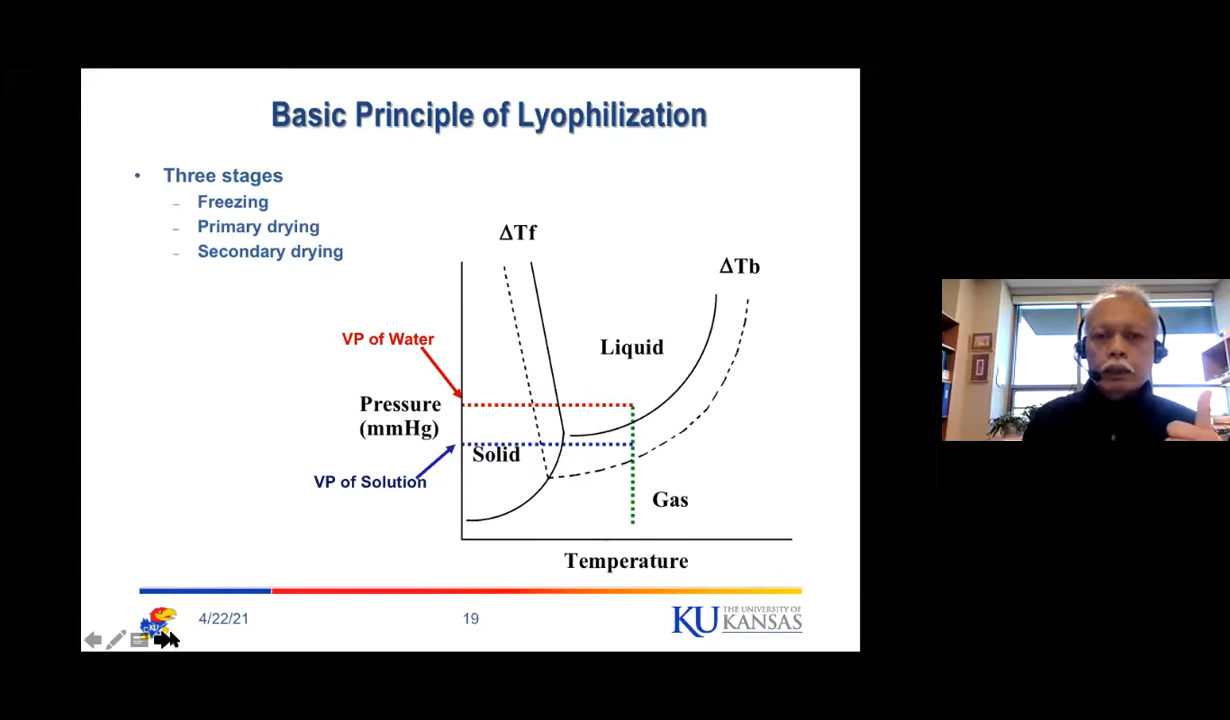 Basic Principle of Lyophilization
• Three stages
– Freezing
– Primary drying
– Secondary drying
ΔTf
ΔTb
VP of Water
Liquid
Pressure
(mmHg)
Solid
VP of Solution
Gas
Temperature
4/22/21
19
KU THE UNIVERSITY OF
KANSAS